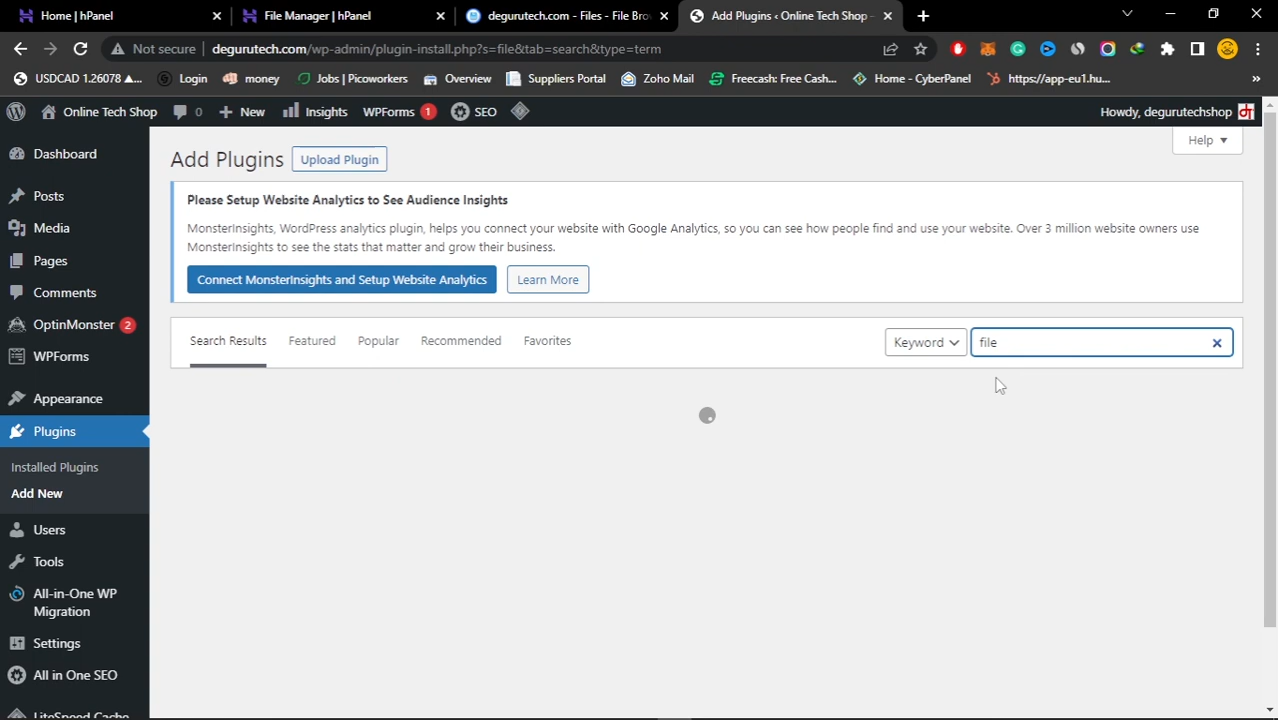 Home | hPanel
File Manager | hPanel
degurutech.com - Files - File Bro
Add Plugins ‹ Online Tech Shop –
Not secure
degurutech.com/wp-admin/plugin-install.php?s=file&tab=search&type=term
USDCAD 1.26078 ▲...
Login
money
Jobs | Picoworkers
Overview
Suppliers Portal
Zoho Mail
Freecash: Free Cash...
Home - CyberPanel
https://app-eu1.hu...
»
Online Tech Shop
0
New
Insights
WPForms 1
SEO
Howdy, degurutechshop
Dashboard
Posts
Media
Pages
Comments
OptinMonster 2
WPForms
Appearance
Plugins
Installed Plugins
Add New
Users
Tools
All-in-One WP
Migration
Settings
All in One SEO
LiteSpeed Cache
Help
Add Plugins
Upload Plugin
Please Setup Website Analytics to See Audience Insights
MonsterInsights, WordPress analytics plugin, helps you connect your website with Google Analytics, so you can see how people find and use your website. Over 3 million website owners use
MonsterInsights to see the stats that matter and grow their business.
Connect MonsterInsights and Setup Website Analytics
Learn More
Search Results
Featured
Popular
Recommended
Favorites
Keyword
file